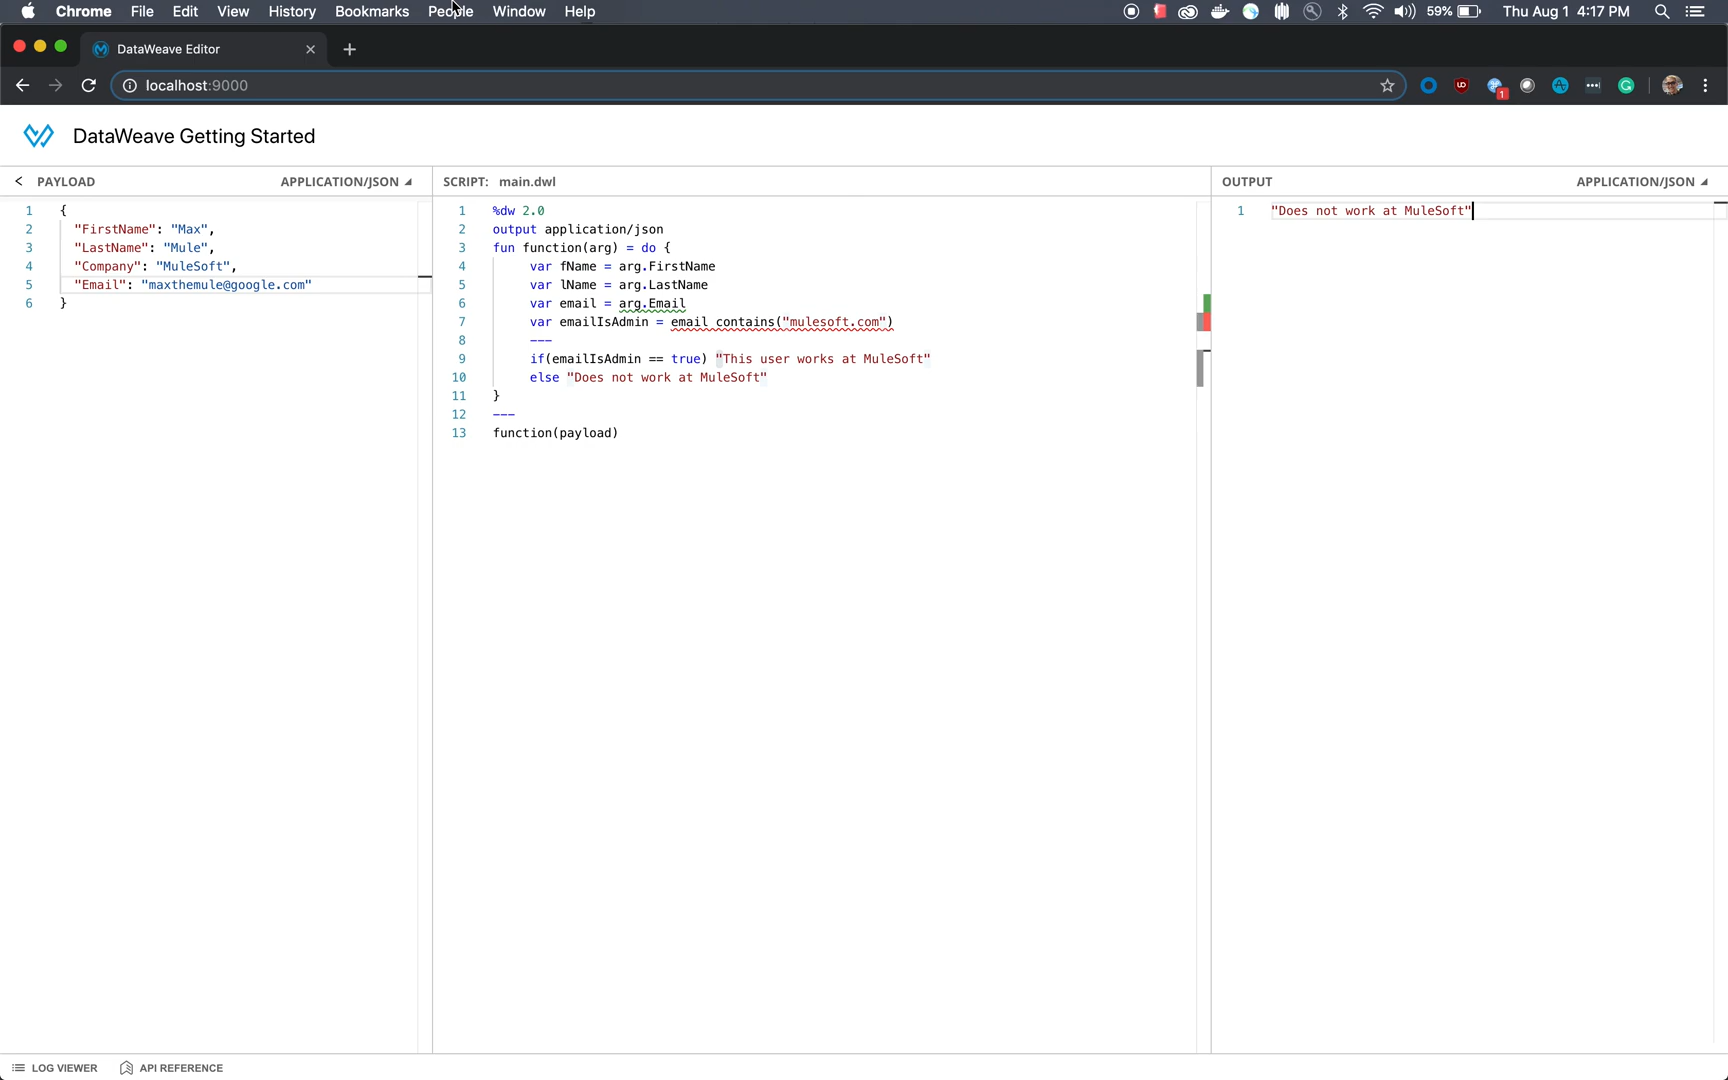 Chrome File Edit View History Bookmarks People Window Help 59% Thu Aug 1 4:17 PM
DataWeave Editor
localhost:9000
DataWeave Getting Started
PAYLOAD APPLICATION/JSON
1 {
2 "FirstName": "Max",
3 "LastName": "Mule",
4 "Company": "MuleSoft",
5 "Email": "maxthemule@google.com"
6 }
SCRIPT: main.dwl
1 %dw 2.0
2 output application/json
3 fun function(arg) = do {
4 var fName = arg.FirstName
5 var lName = arg.LastName
6 var email = arg.Email
7 var emailIsAdmin = email contains("mulesoft.com")
8 ---
9 if(emailIsAdmin == true) "This user works at MuleSoft"
10 else "Does not work at MuleSoft"
11 }
12 ---
13 function(payload)
OUTPUT APPLICATION/JSON
1 "Does not work at MuleSoft"
LOG VIEWER API REFERENCE